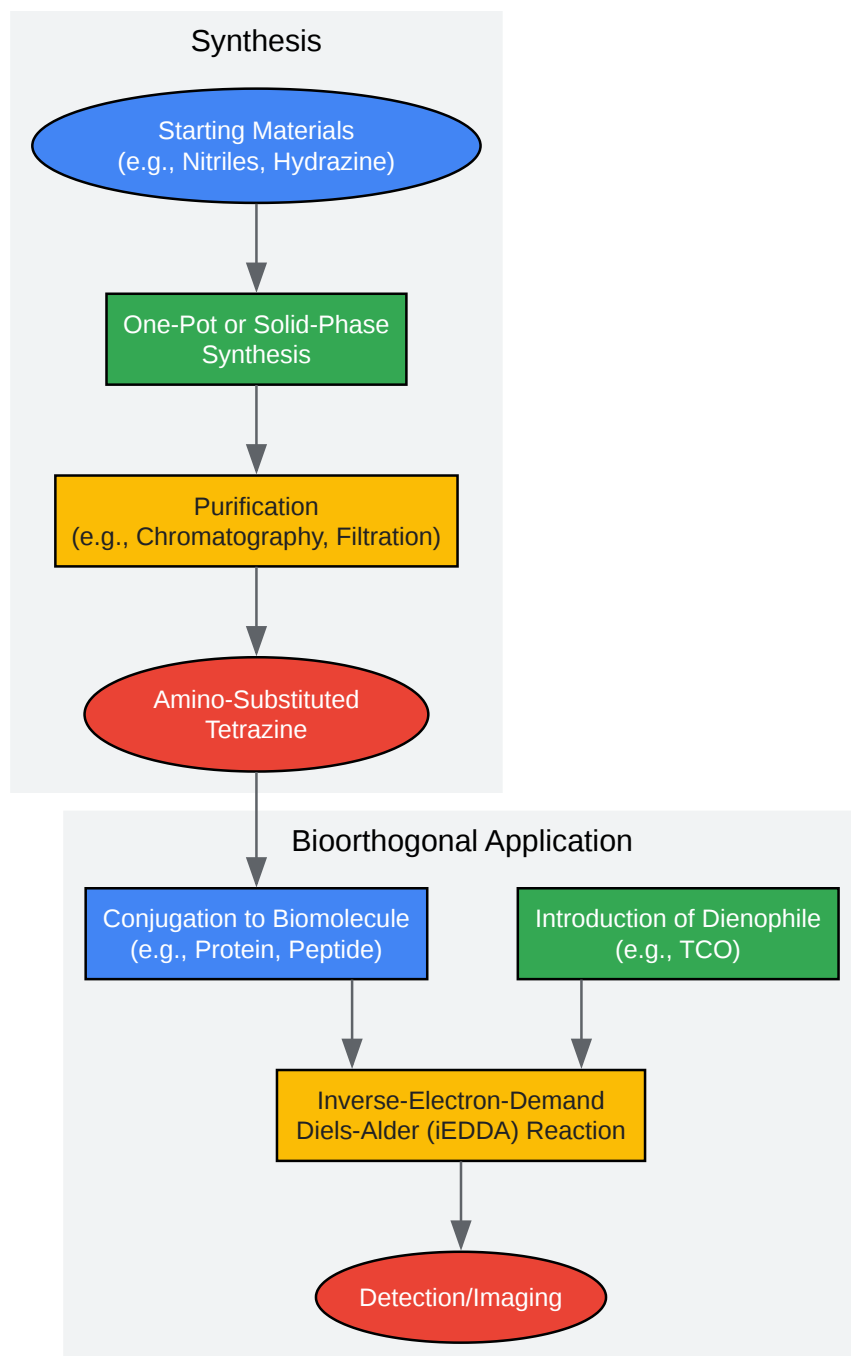 Synthesis
Starting Materials
(e.g., Nitriles, Hydrazine)
One-Pot or Solid-Phase
Synthesis
Purification
(e.g., Chromatography, Filtration)
Amino-Substituted
Tetrazine
Bioorthogonal Application
Conjugation to Biomolecule
(e.g., Protein, Peptide)
Introduction of Dienophile
(e.g., TCO)
Inverse-Electron-Demand
Diels-Alder (iEDDA) Reaction
Detection/Imaging